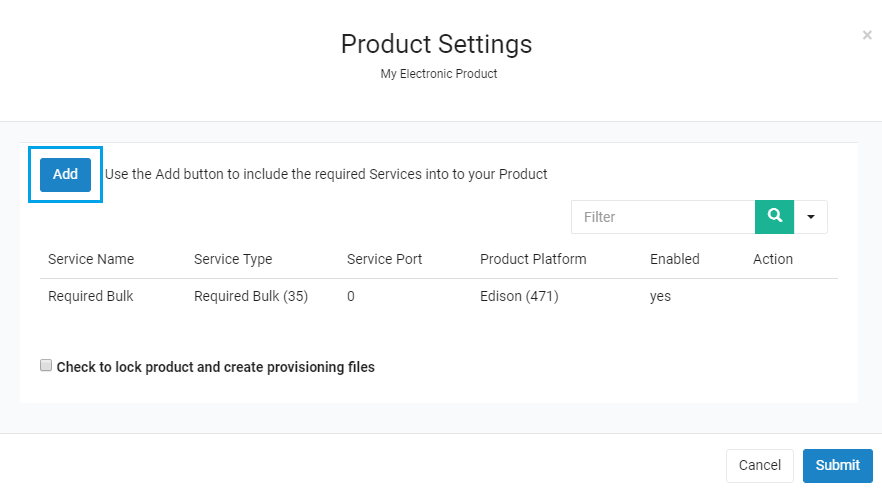 Product Settings
×
My Electronic Product
Add Use the Add button to include the required Services into to your Product
Filter
Service Name Service Type Service Port Product Platform Enabled Action
Required Bulk Required Bulk (35) 0 Edison (471) yes
Check to lock product and create provisioning files
Cancel Submit